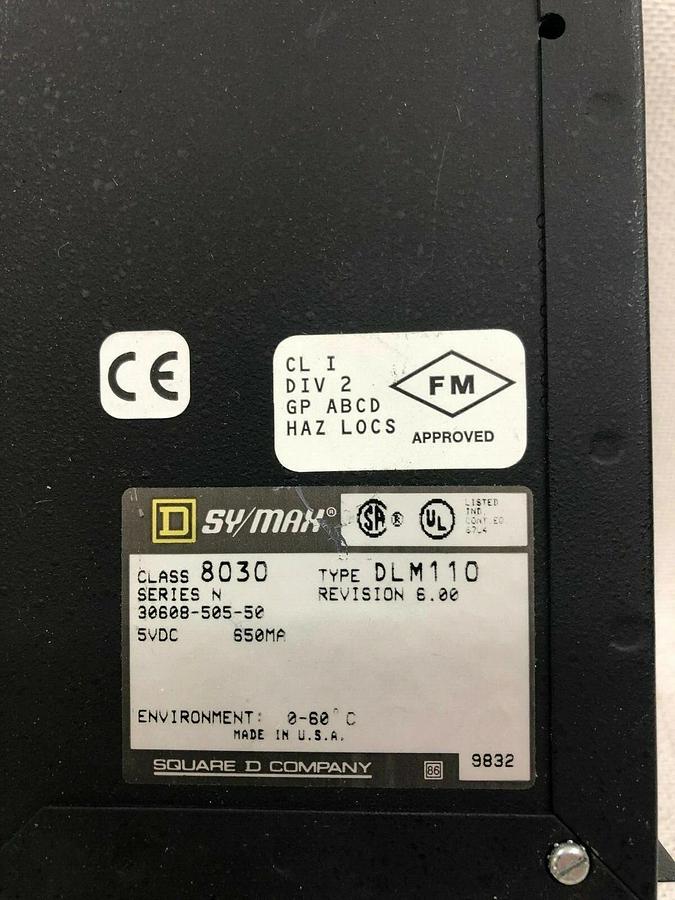 CE
CL I
DIV 2
GP ABCD
HAZ LOCS
FM
APPROVED
D SY/MAX®
SA ®
UL
LISTED
IND.
CONT.EQ
67L4
CLASS 8030 TYPE DLM110
SERIES N REVISION 6.00
30608-505-50
5VDC 650MA
ENVIRONMENT: 0-60°C
MADE IN U.S.A.
SQUARE D COMPANY
86
9832